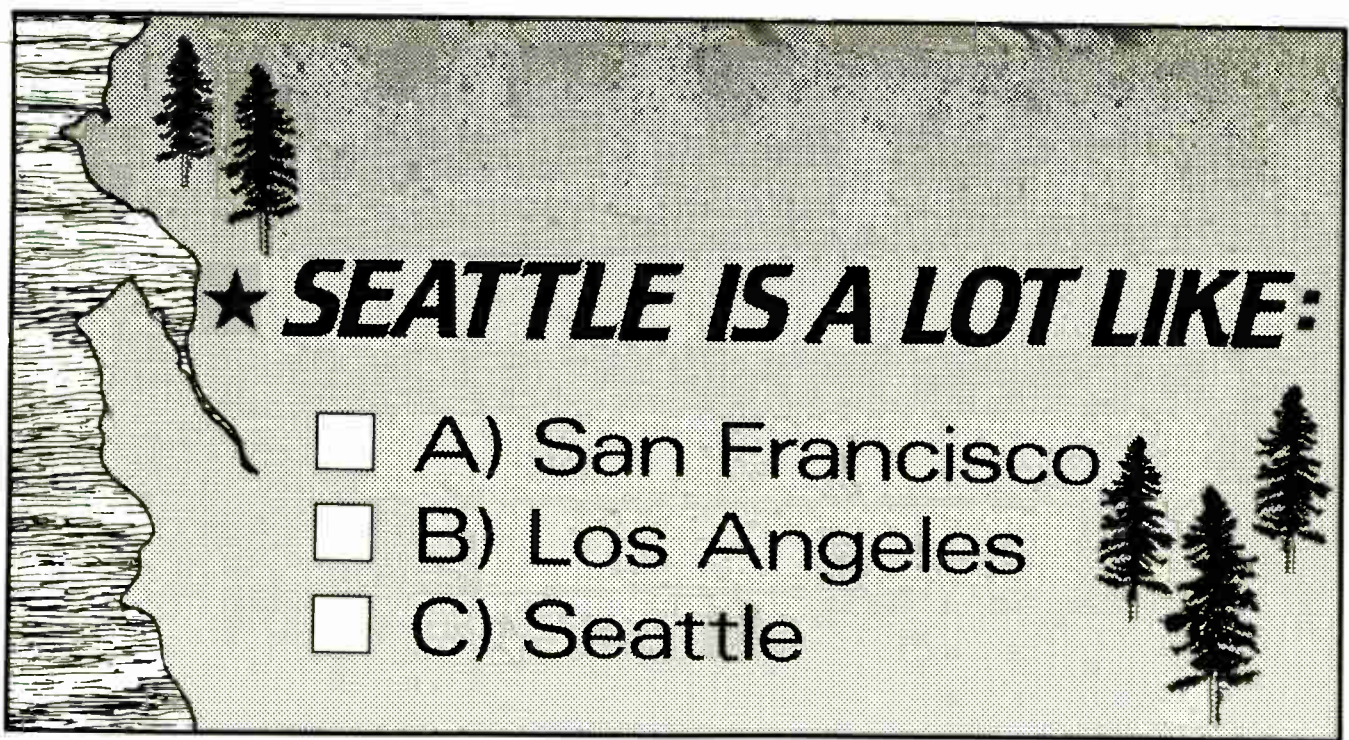 ★ SEATTLE IS A LOT LIKE:
A) San Francisco
B) Los Angeles
C) Seattle